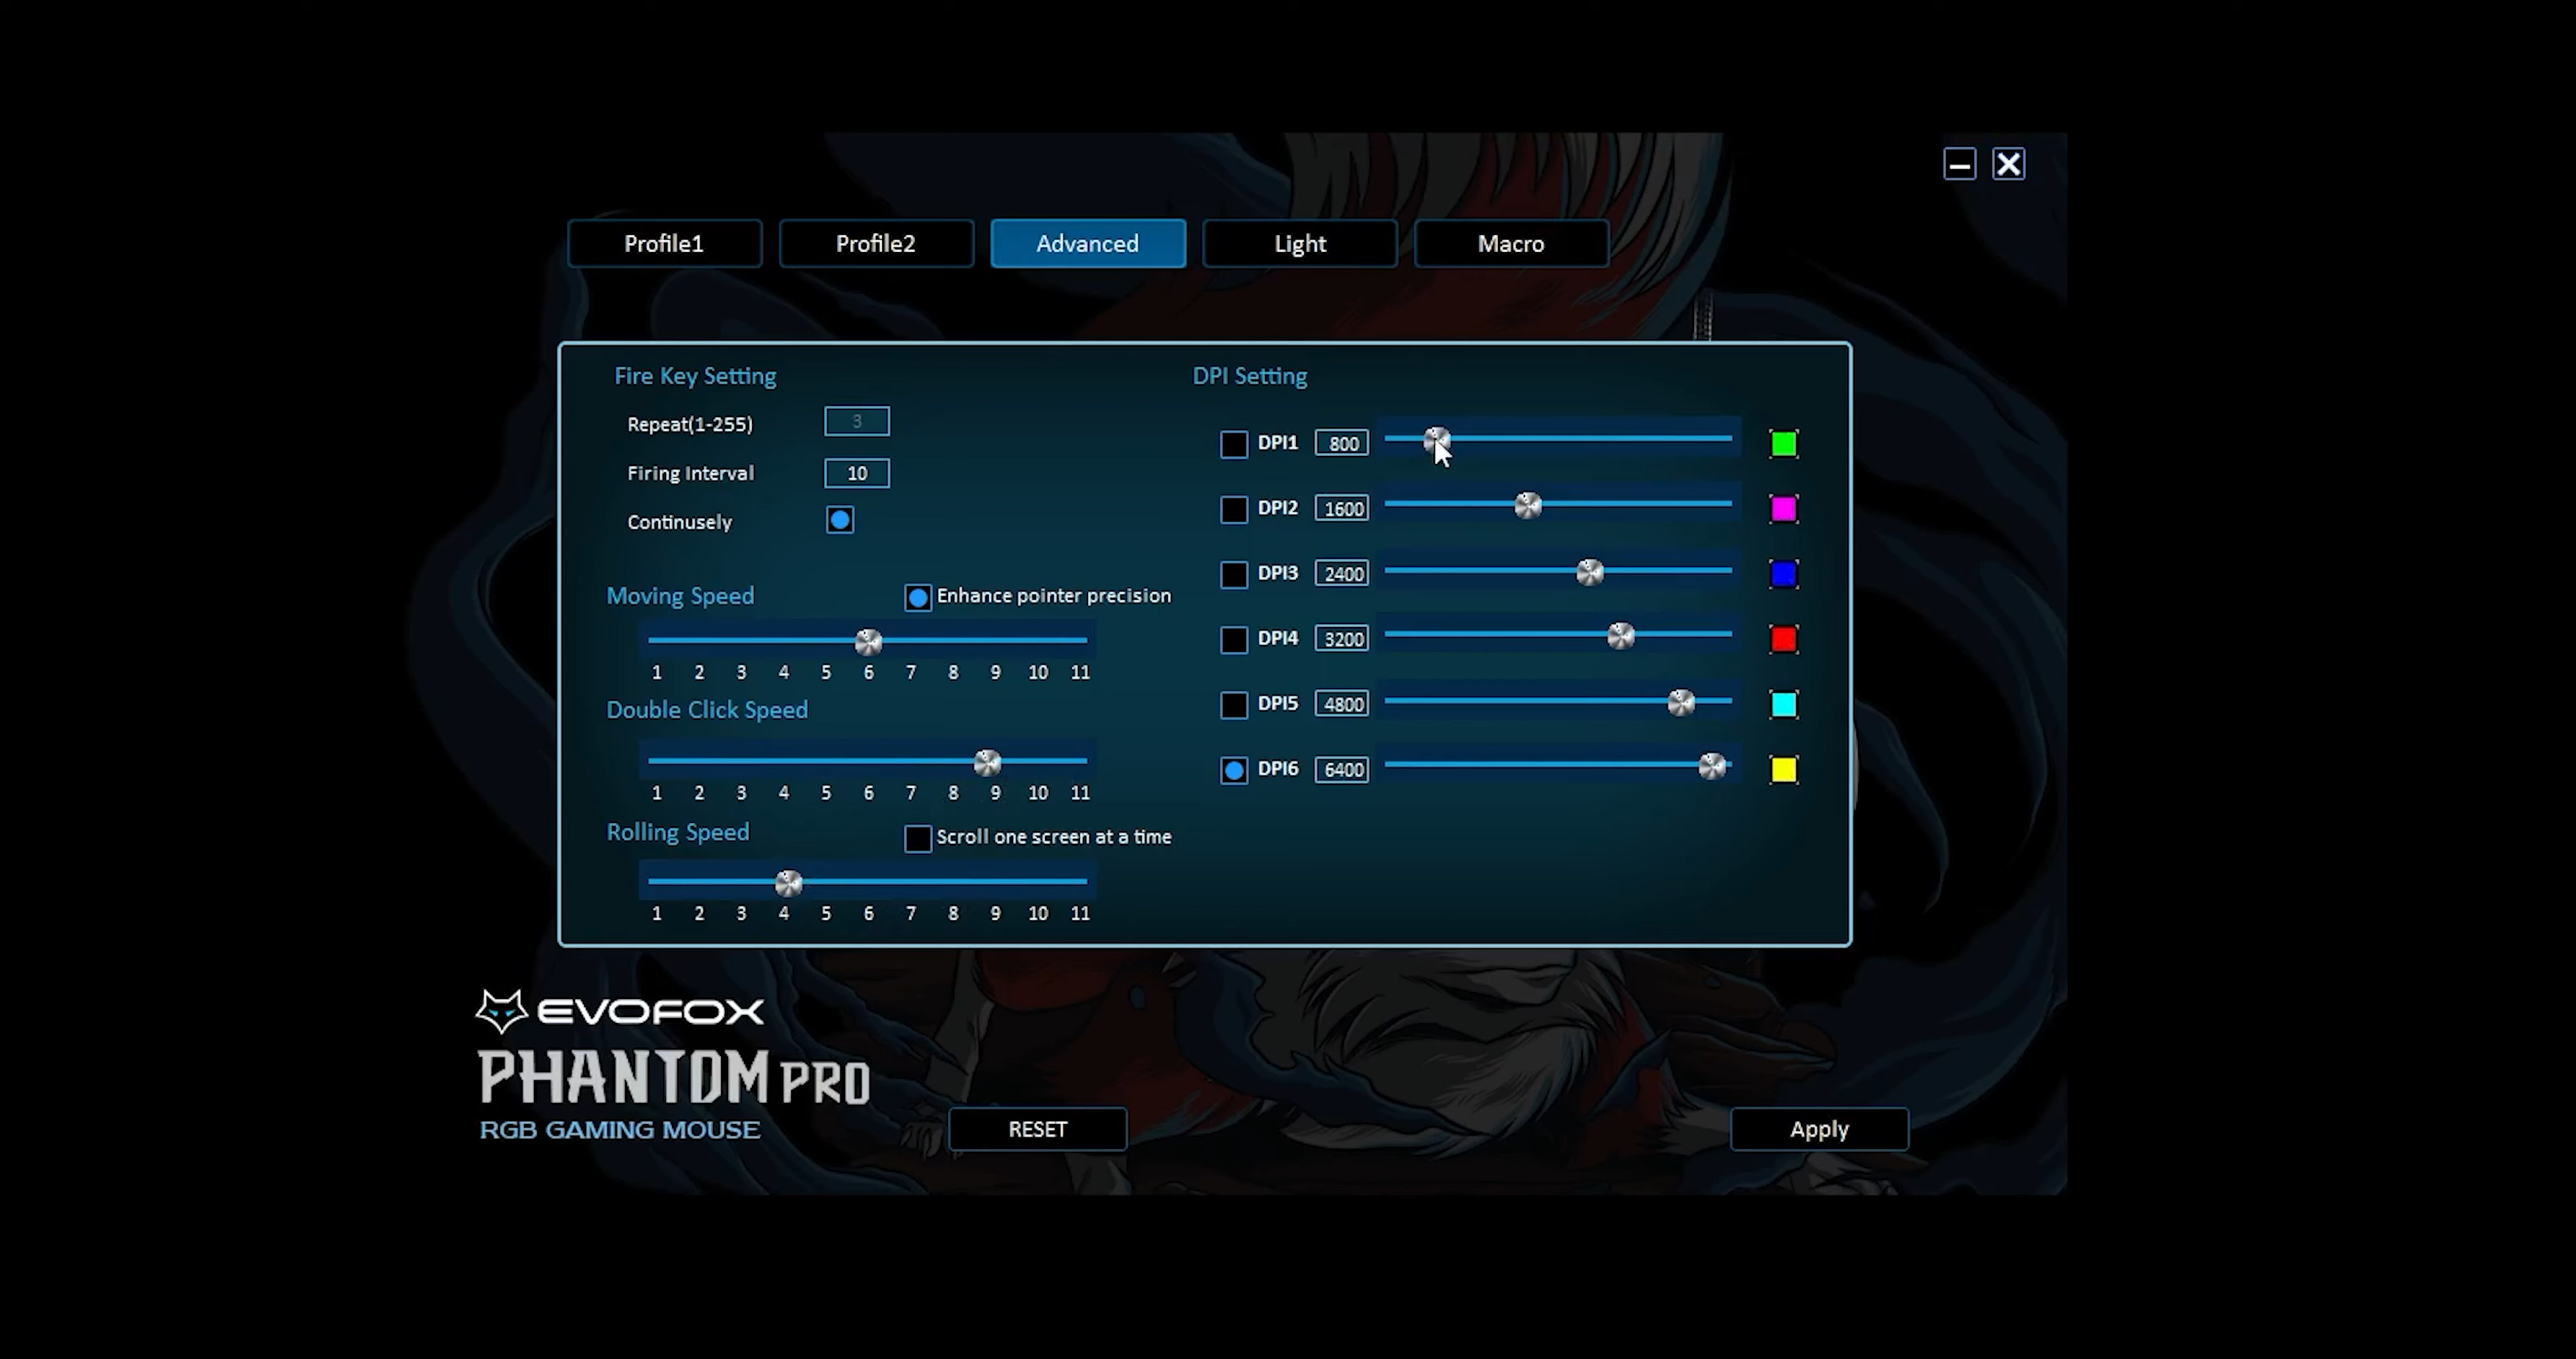 Profile1
Profile2
Advanced
Light
Macro
Fire Key Setting
Repeat(1-255) 3
Firing Interval 10
Continusely
Moving Speed
Enhance pointer precision
1 2 3 4 5 6 7 8 9 10 11
Double Click Speed
1 2 3 4 5 6 7 8 9 10 11
Rolling Speed
Scroll one screen at a time
1 2 3 4 5 6 7 8 9 10 11
DPI Setting
DPI1 800
DPI2 1600
DPI3 2400
DPI4 3200
DPI5 4800
DPI6 6400
EVOFOX
PHANTOM PRO
RGB GAMING MOUSE
RESET
Apply